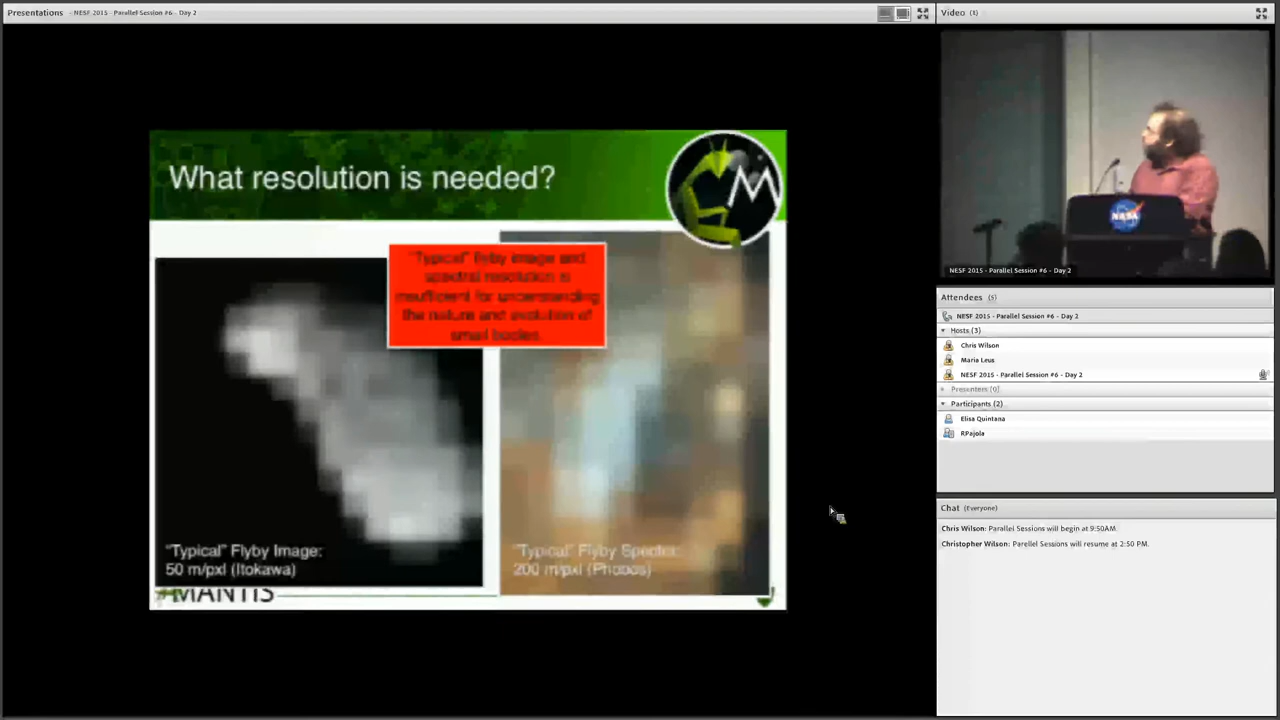 Presentations - NESF 2015 - Parallel Session #6 - Day 2
What resolution is needed?
M
"Typical" flyby image and
spectral resolution is
insufficient for understanding
the nature and evolution of
small bodies.
"Typical" Flyby Image:
50 m/pxl (Itokawa)
"Typical" Flyby Spectra:
200 m/pxl (Phobos)
MANTIS
Video (1)
NASA
NESF 2015 - Parallel Session #6 - Day 2
Attendees (5)
NESF 2015 - Parallel Session #6 - Day 2
Hosts (3)
Chris Wilson
Maria Leus
NESF 2015 - Parallel Session #6 - Day 2
Presenters (0)
Participants (2)
Elisa Quintana
RPajola
Chat (Everyone)
Chris Wilson: Parallel Sessions will begin at 9:50AM.
Christopher Wilson: Parellel Sessions will resume at 2:50 PM.